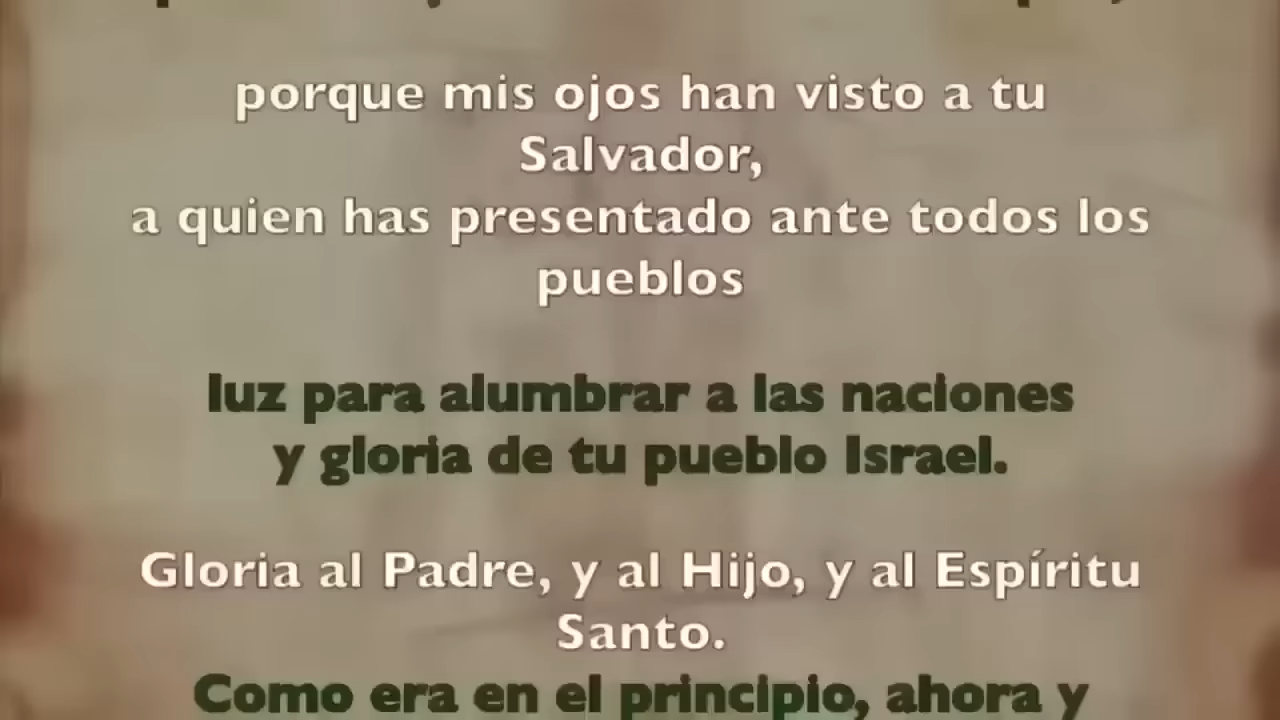 porque mis ojos han visto a tu
Salvador,
a quien has presentado ante todos los
pueblos
luz para alumbrar a las naciones
y gloria de tu pueblo Israel.
Gloria al Padre, y al Hijo, y al Espíritu
Santo.
Como era en el principio, ahora y